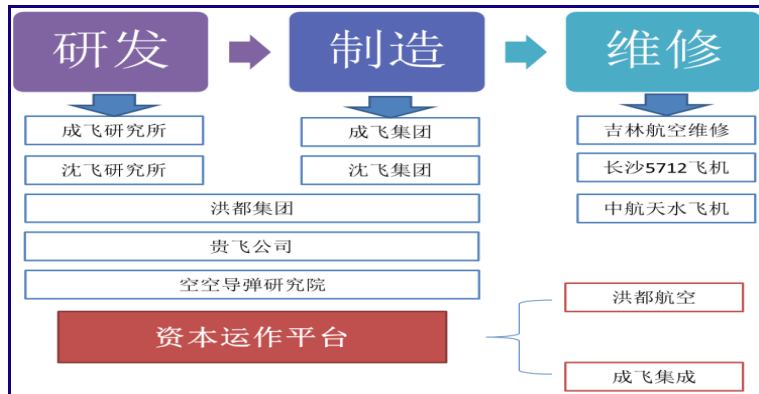 研发
制造
维修
成飞研究所
成飞集团
吉林航空维修
沈飞研究所
沈飞集团
长沙5712飞机
洪都集团
中航天水飞机
贵飞公司
空空导弹研究院
洪都航空
资本运作平台
成飞集成